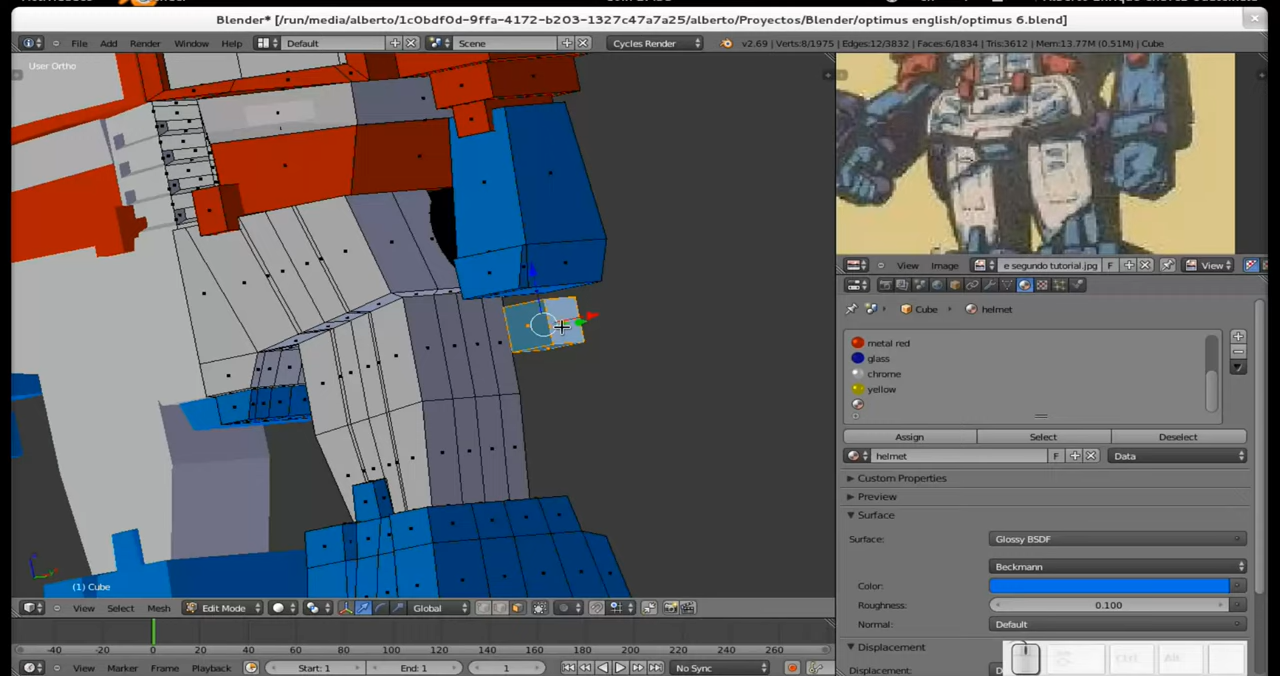 Blender* [/run/media/alberto/1c0bdf0d-9ffa-4172-b203-1327c47a7a25/alberto/Proyectos/Blender/optimus english/optimus 6.blend]
File Add Render Window Help Default Scene Cycles Render v2.69 | Verts:8/1975 | Edges:12/3832 | Faces:6/1834 | Tris:3612 | Mem:13.77M (0.51M) | Cube
User Ortho
View Image e segundo tutorial.jpg F View
Cube helmet
metal red
glass
chrome
yellow
Assign Select Deselect
helmet F Data
Custom Properties
Preview
Surface
Surface: Glossy BSDF
Beckmann
Color:
Roughness: 0.100
Normal: Default
Displacement
Displacement:
(1) Cube
View Select Mesh Edit Mode Global
-40 -20 0 20 40 60 80 100 120 140 160 180 200 220 240 260
View Marker Frame Playback Start: 1 End: 1 1 No Sync
Ctrl Alt